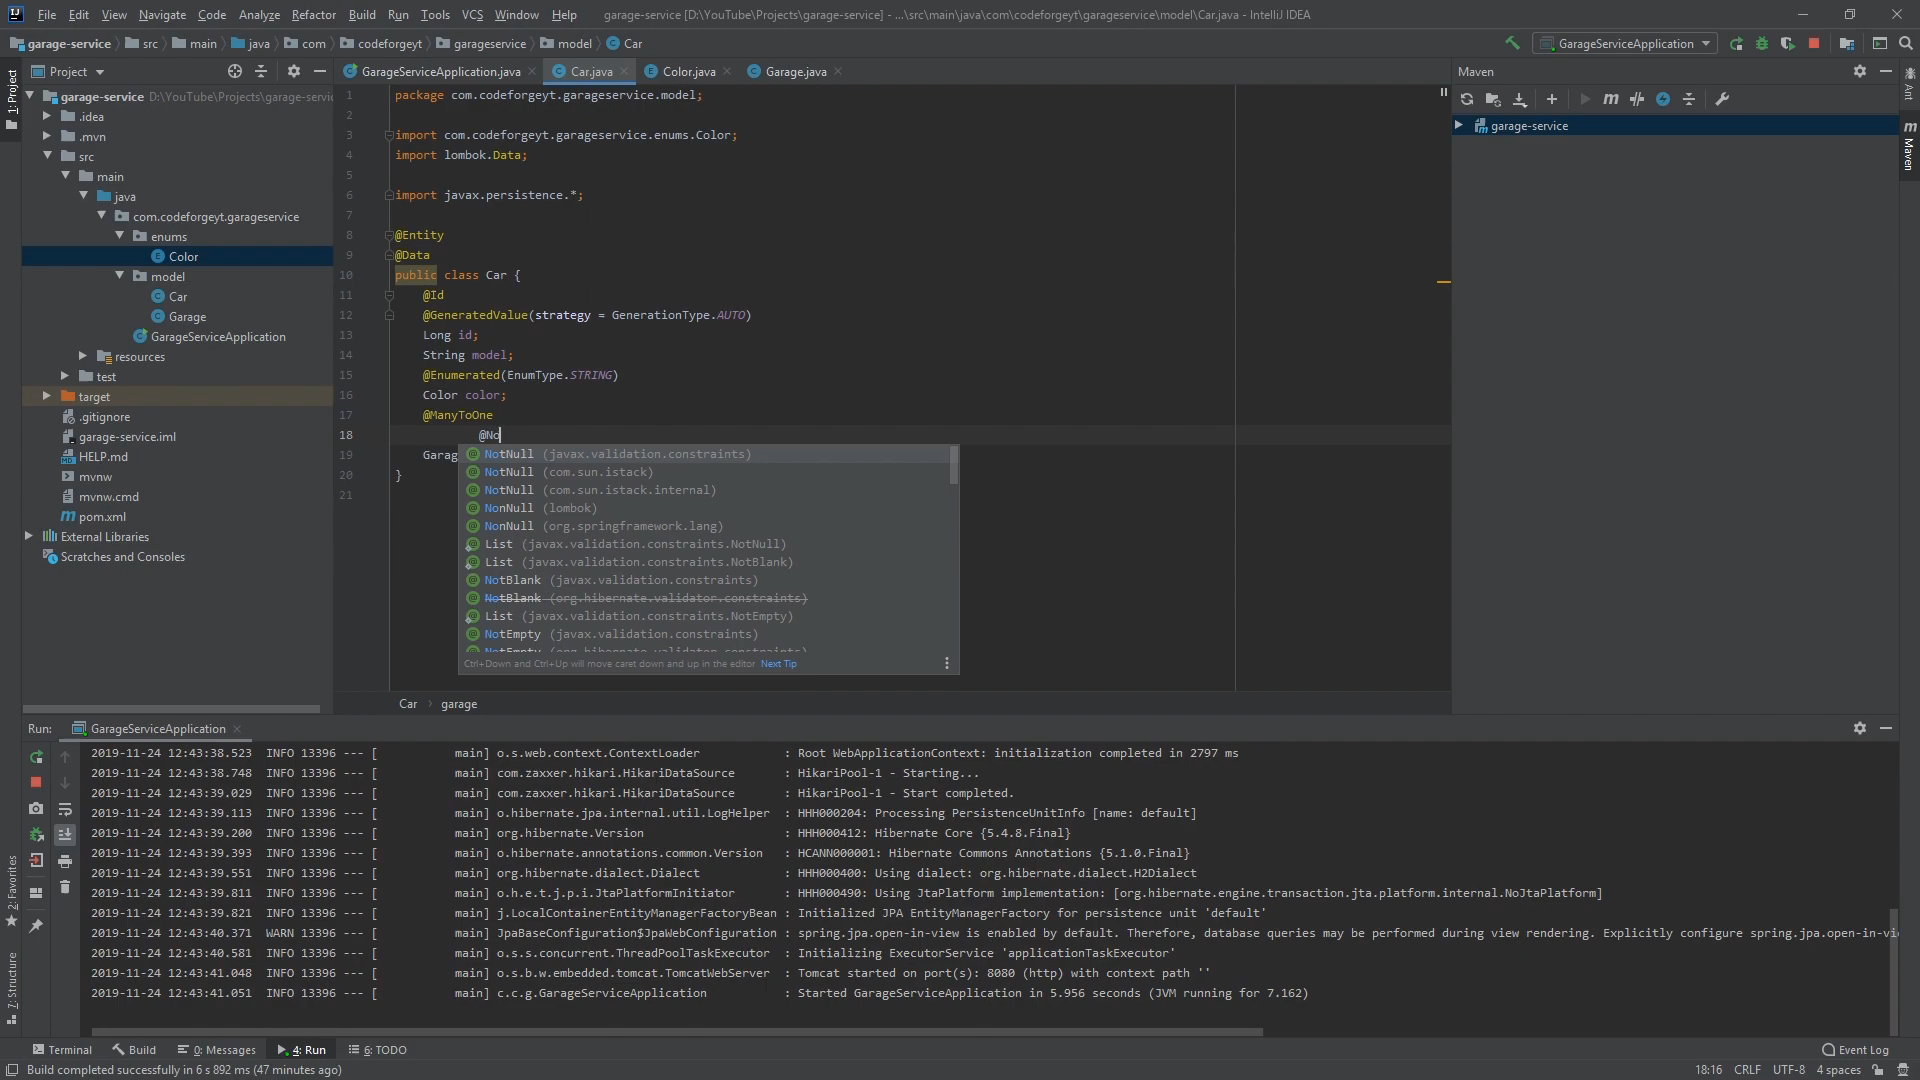 File Edit View Navigate Code Analyze Refactor Build Run Tools VCS Window Help garage-service [D:\YouTube\Projects\garage-service] - ...\src\main\java\com\codeforgeyt\garageservice\model\Car.java - IntelliJ IDEA
garage-service src main java com codeforgeyt garageservice model Car GarageServiceApplication
Project GarageServiceApplication.java Car.java Color.java Garage.java Maven
1: Project
garage-service D:\YouTube\Projects\garage-servic
.idea
.mvn
src
main
java
com.codeforgeyt.garageservice
enums
Color
model
Car
Garage
GarageServiceApplication
resources
test
target
.gitignore
garage-service.iml
HELP.md
mvnw
mvnw.cmd
pom.xml
External Libraries
Scratches and Consoles
1 package com.codeforgeyt.garageservice.model;
2
3 import com.codeforgeyt.garageservice.enums.Color;
4 import lombok.Data;
5
6 import javax.persistence.*;
7
8 @Entity
9 @Data
10 public class Car {
11 @Id
12 @GeneratedValue(strategy = GenerationType.AUTO)
13 Long id;
14 String model;
15 @Enumerated(EnumType.STRING)
16 Color color;
17 @ManyToOne
18 @No
19 Garag
20 }
21
NotNull (javax.validation.constraints)
NotNull (com.sun.istack)
NotNull (com.sun.istack.internal)
NonNull (lombok)
NonNull (org.springframework.lang)
List (javax.validation.constraints.NotNull)
List (javax.validation.constraints.NotBlank)
NotBlank (javax.validation.constraints)
NotBlank (org.hibernate.validator.constraints)
List (javax.validation.constraints.NotEmpty)
NotEmpty (javax.validation.constraints)
NotEmpty (org.hibernate.validator.constraints)
Ctrl+Down and Ctrl+Up will move caret down and up in the editor Next Tip
Car garage
garage-service
Ant
Maven
Run: GarageServiceApplication
2019-11-24 12:43:38.523 INFO 13396 --- [ main] o.s.web.context.ContextLoader : Root WebApplicationContext: initialization completed in 2797 ms
2019-11-24 12:43:38.748 INFO 13396 --- [ main] com.zaxxer.hikari.HikariDataSource : HikariPool-1 - Starting...
2019-11-24 12:43:39.029 INFO 13396 --- [ main] com.zaxxer.hikari.HikariDataSource : HikariPool-1 - Start completed.
2019-11-24 12:43:39.113 INFO 13396 --- [ main] o.hibernate.jpa.internal.util.LogHelper : HHH000204: Processing PersistenceUnitInfo [name: default]
2019-11-24 12:43:39.200 INFO 13396 --- [ main] org.hibernate.Version : HHH000412: Hibernate Core {5.4.8.Final}
2019-11-24 12:43:39.393 INFO 13396 --- [ main] o.hibernate.annotations.common.Version : HCANN000001: Hibernate Commons Annotations {5.1.0.Final}
2019-11-24 12:43:39.551 INFO 13396 --- [ main] org.hibernate.dialect.Dialect : HHH000400: Using dialect: org.hibernate.dialect.H2Dialect
2019-11-24 12:43:39.811 INFO 13396 --- [ main] o.h.e.t.j.p.i.JtaPlatformInitiator : HHH000490: Using JtaPlatform implementation: [org.hibernate.engine.transaction.jta.platform.internal.NoJtaPlatform]
2019-11-24 12:43:39.821 INFO 13396 --- [ main] j.LocalContainerEntityManagerFactoryBean : Initialized JPA EntityManagerFactory for persistence unit 'default'
2019-11-24 12:43:40.371 WARN 13396 --- [ main] JpaBaseConfiguration$JpaWebConfiguration : spring.jpa.open-in-view is enabled by default. Therefore, database queries may be performed during view rendering. Explicitly configure spring.jpa.open-in-vi
2019-11-24 12:43:40.581 INFO 13396 --- [ main] o.s.s.concurrent.ThreadPoolTaskExecutor : Initializing ExecutorService 'applicationTaskExecutor'
2019-11-24 12:43:41.048 INFO 13396 --- [ main] o.s.b.w.embedded.tomcat.TomcatWebServer : Tomcat started on port(s): 8080 (http) with context path ''
2019-11-24 12:43:41.051 INFO 13396 --- [ main] c.c.g.GarageServiceApplication : Started GarageServiceApplication in 5.956 seconds (JVM running for 7.162)
2: Favorites
7: Structure
Terminal Build 0: Messages 4: Run 6: TODO Event Log
Build completed successfully in 6 s 892 ms (47 minutes ago) 18:16 CRLF UTF-8 4 spaces